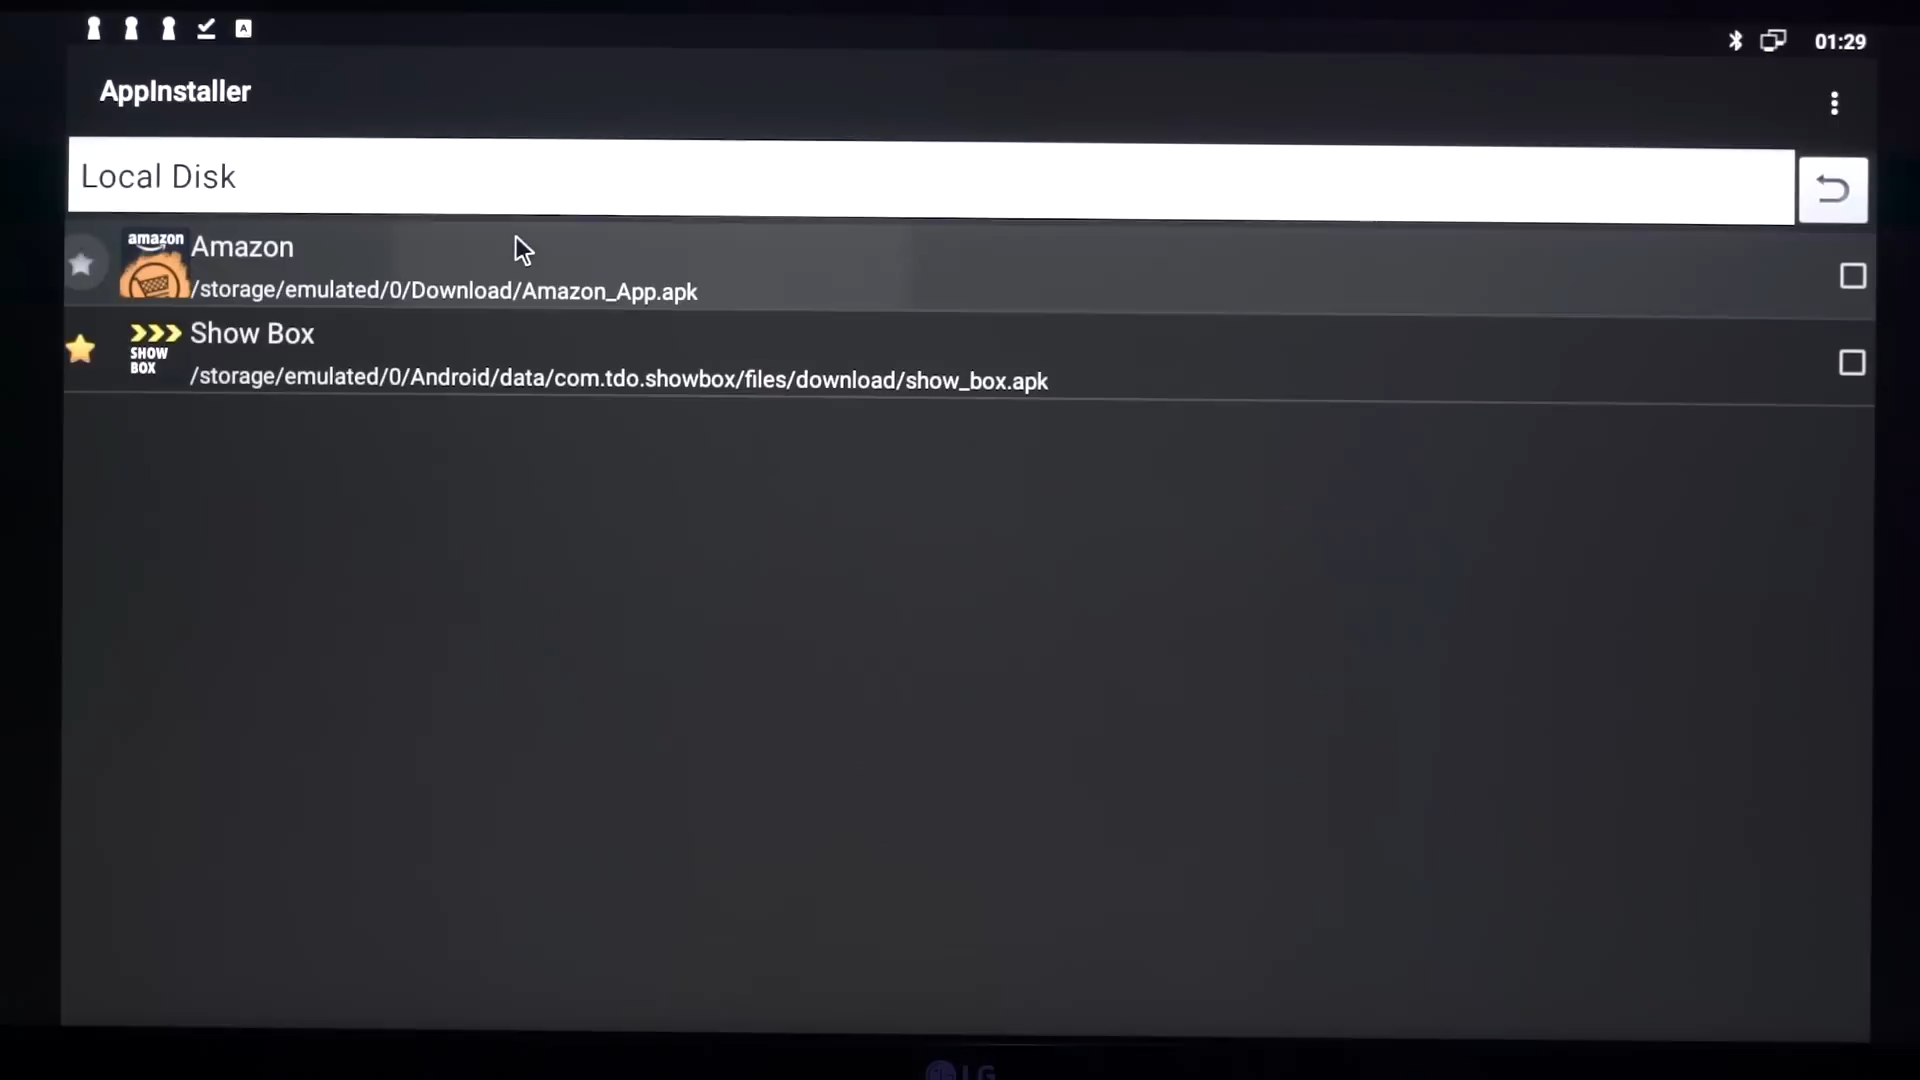 A
01:29
AppInstaller
Local Disk
amazon
Amazon
/storage/emulated/0/Download/Amazon_App.apk
SHOW
BOX
Show Box
/storage/emulated/0/Android/data/com.tdo.showbox/files/download/show_box.apk
LG